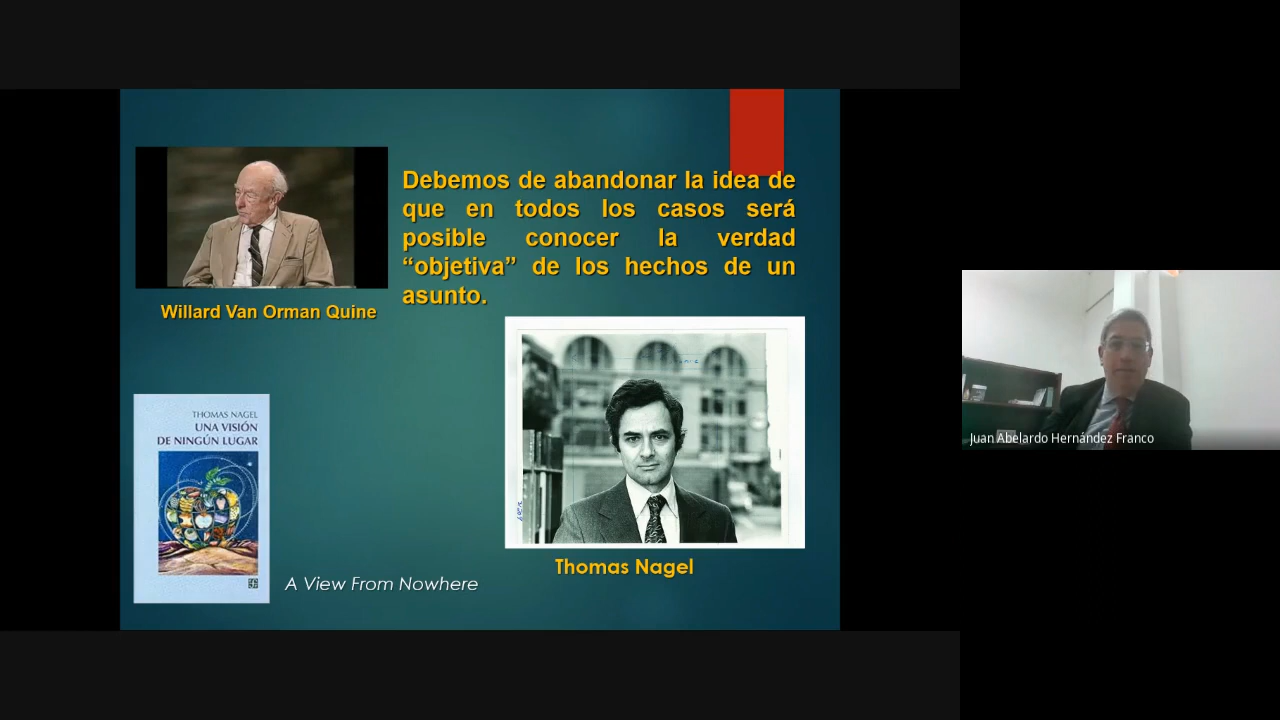 Debemos de abandonar la idea de
que en todos los casos será
posible conocer la verdad
“objetiva” de los hechos de un
asunto.
Willard Van Orman Quine
THOMAS NAGEL
UNA VISIÓN
DE NINGÚN LUGAR
A View From Nowhere
Thomas Nagel
Juan Abelardo Hernández Franco